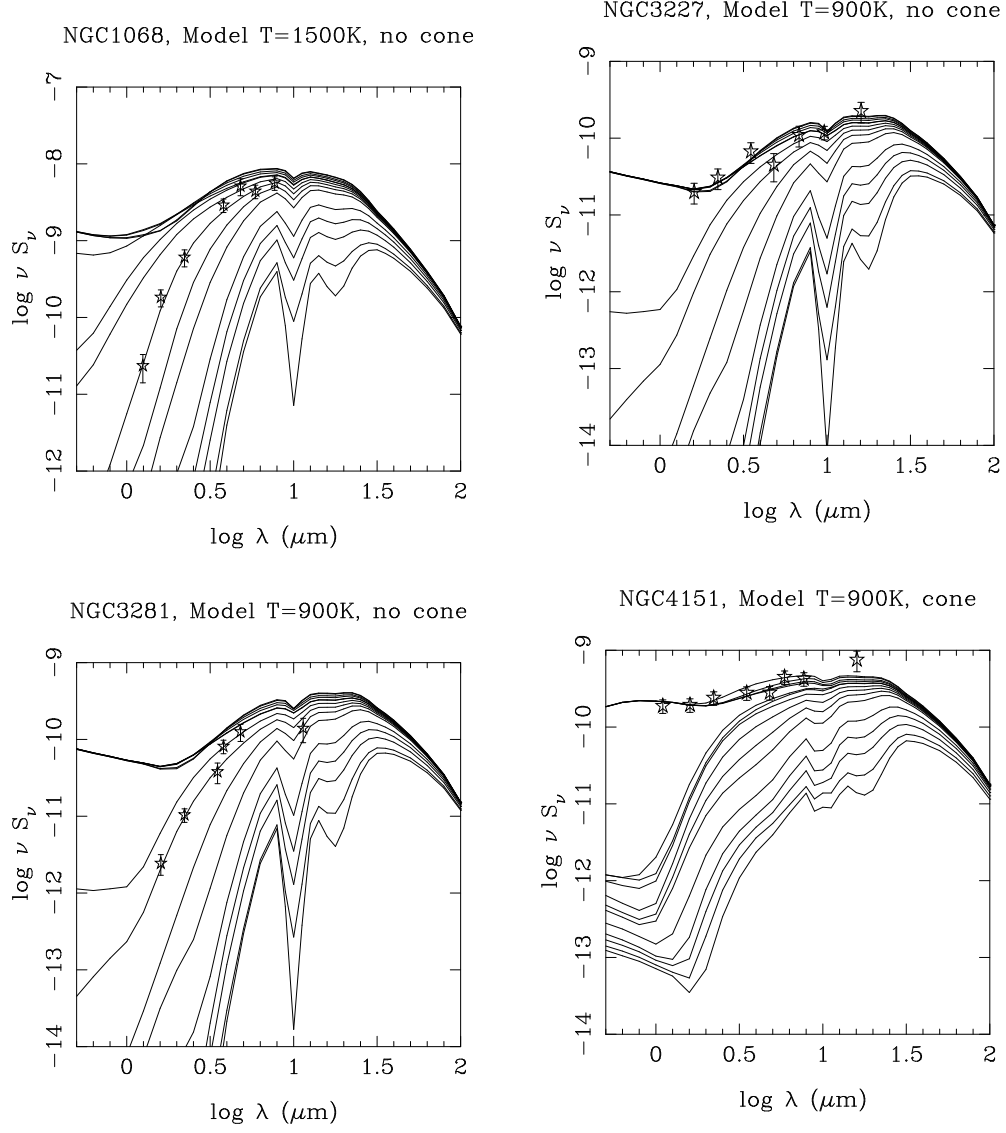 NGC1068, Model T=1500K, no cone
−7
−8
−9
−10
−11
−12
log ν Sν
0 0.5 1 1.5 2
log λ (μm)
NGC3227, Model T=900K, no cone
−9
−10
−11
−12
−13
−14
log ν Sν
0 0.5 1 1.5 2
log λ (μm)
NGC3281, Model T=900K, no cone
−9
−10
−11
−12
−13
−14
log ν Sν
0 0.5 1 1.5 2
log λ (μm)
NGC4151, Model T=900K, cone
−9
−10
−11
−12
−13
−14
log ν Sν
0 0.5 1 1.5 2
log λ (μm)